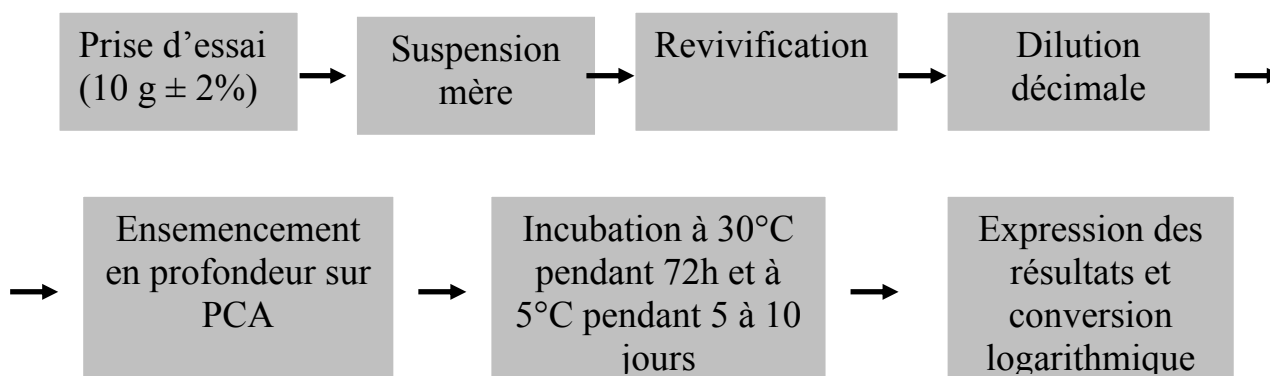 Prise d’essai
(10 g ± 2%)
Suspension
mère
Revivification
Dilution
décimale
Ensemencement
en profondeur sur
PCA
Incubation à 30°C
pendant 72h et à
5°C pendant 5 à 10
jours
Expression des
résultats et
conversion
logarithmique